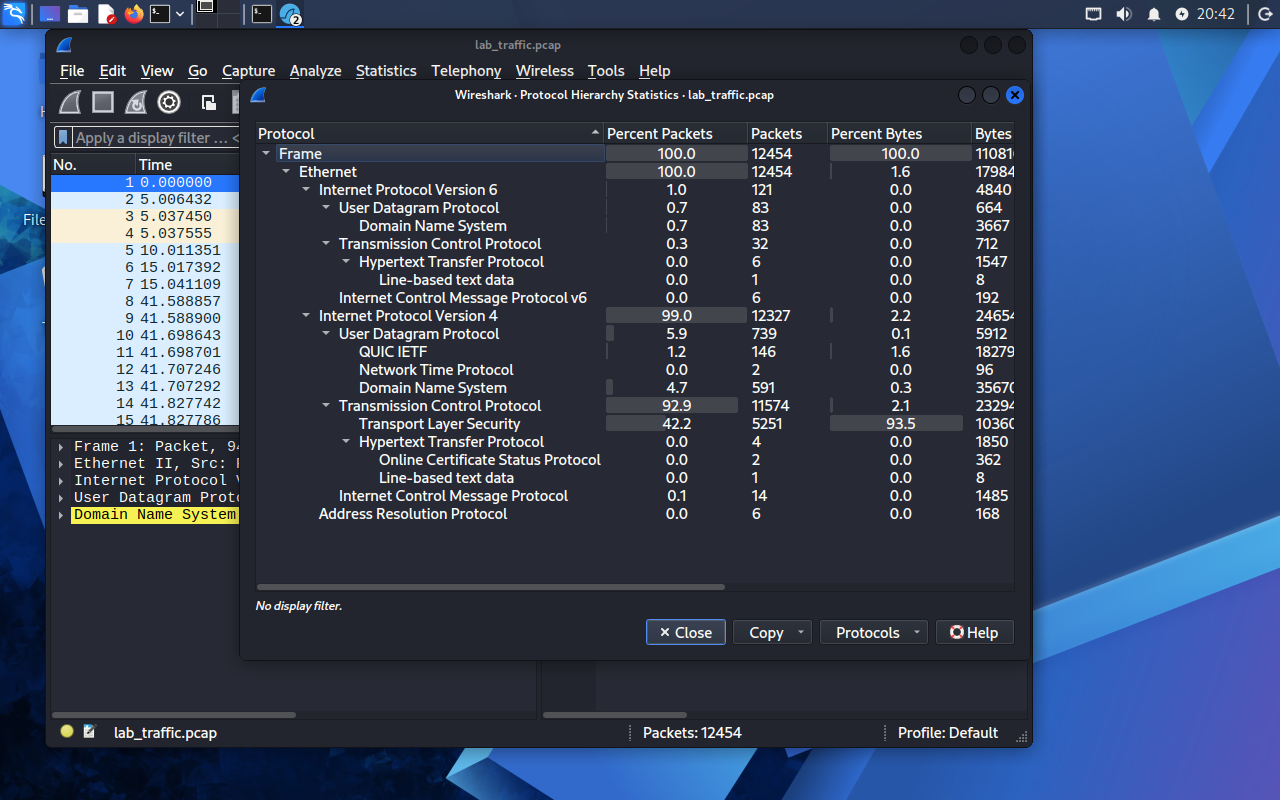 2
20:42
lab_traffic.pcap
File Edit View Go Capture Analyze Statistics Telephony Wireless Tools Help
Wireshark · Protocol Hierarchy Statistics · lab_traffic.pcap
Apply a display filter … <
No. Time
1 0.000000
2 5.006432
3 5.037450
4 5.037555
5 10.011351
6 15.017392
7 15.041109
8 41.588857
9 41.588900
10 41.698643
11 41.698701
12 41.707246
13 41.707292
14 41.827742
15 41.827786
File
Protocol Percent Packets Packets Percent Bytes Bytes
Frame 100.0 12454 100.0 11081
Ethernet 100.0 12454 1.6 17984
Internet Protocol Version 6 1.0 121 0.0 4840
User Datagram Protocol 0.7 83 0.0 664
Domain Name System 0.7 83 0.0 3667
Transmission Control Protocol 0.3 32 0.0 712
Hypertext Transfer Protocol 0.0 6 0.0 1547
Line-based text data 0.0 1 0.0 8
Internet Control Message Protocol v6 0.0 6 0.0 192
Internet Protocol Version 4 99.0 12327 2.2 24654
User Datagram Protocol 5.9 739 0.1 5912
QUIC IETF 1.2 146 1.6 18279
Network Time Protocol 0.0 2 0.0 96
Domain Name System 4.7 591 0.3 35670
Transmission Control Protocol 92.9 11574 2.1 23294
Transport Layer Security 42.2 5251 93.5 10360
Hypertext Transfer Protocol 0.0 4 0.0 1850
Online Certificate Status Protocol 0.0 2 0.0 362
Line-based text data 0.0 1 0.0 8
Internet Control Message Protocol 0.1 14 0.0 1485
Address Resolution Protocol 0.0 6 0.0 168
No display filter.
Close Copy Protocols Help
Frame 1: Packet, 94
Ethernet II, Src:
Internet Protocol
User Datagram Proto
Domain Name System
lab_traffic.pcap
Packets: 12454
Profile: Default